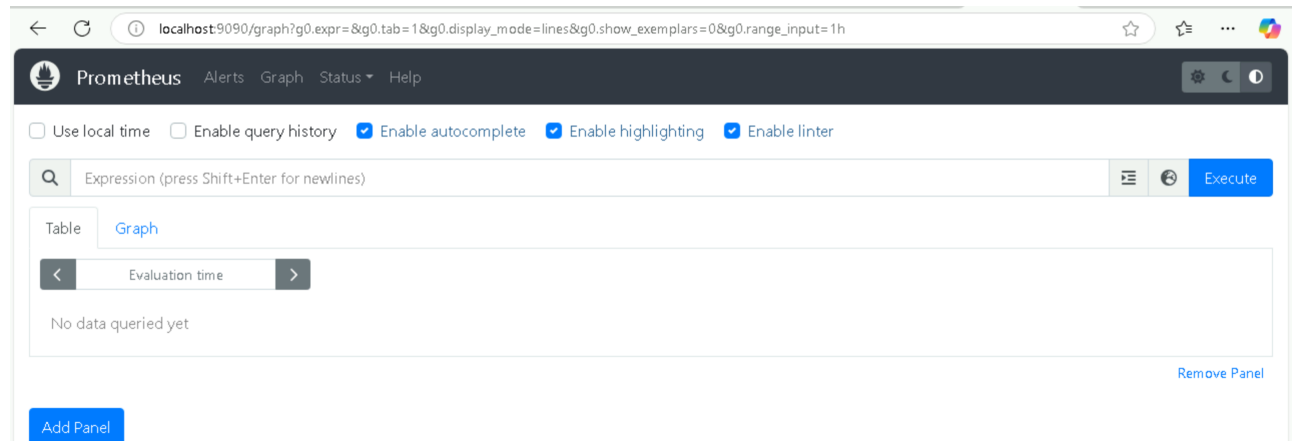 localhost:9090/graph?g0.expr=&g0.tab=1&g0.display_mode=lines&g0.show_exemplars=0&g0.range_input=1h
Prometheus Alerts Graph Status Help
Use local time Enable query history Enable autocomplete Enable highlighting Enable linter
Expression (press Shift+Enter for newlines) Execute
Table Graph
Evaluation time
No data queried yet
Remove Panel
Add Panel